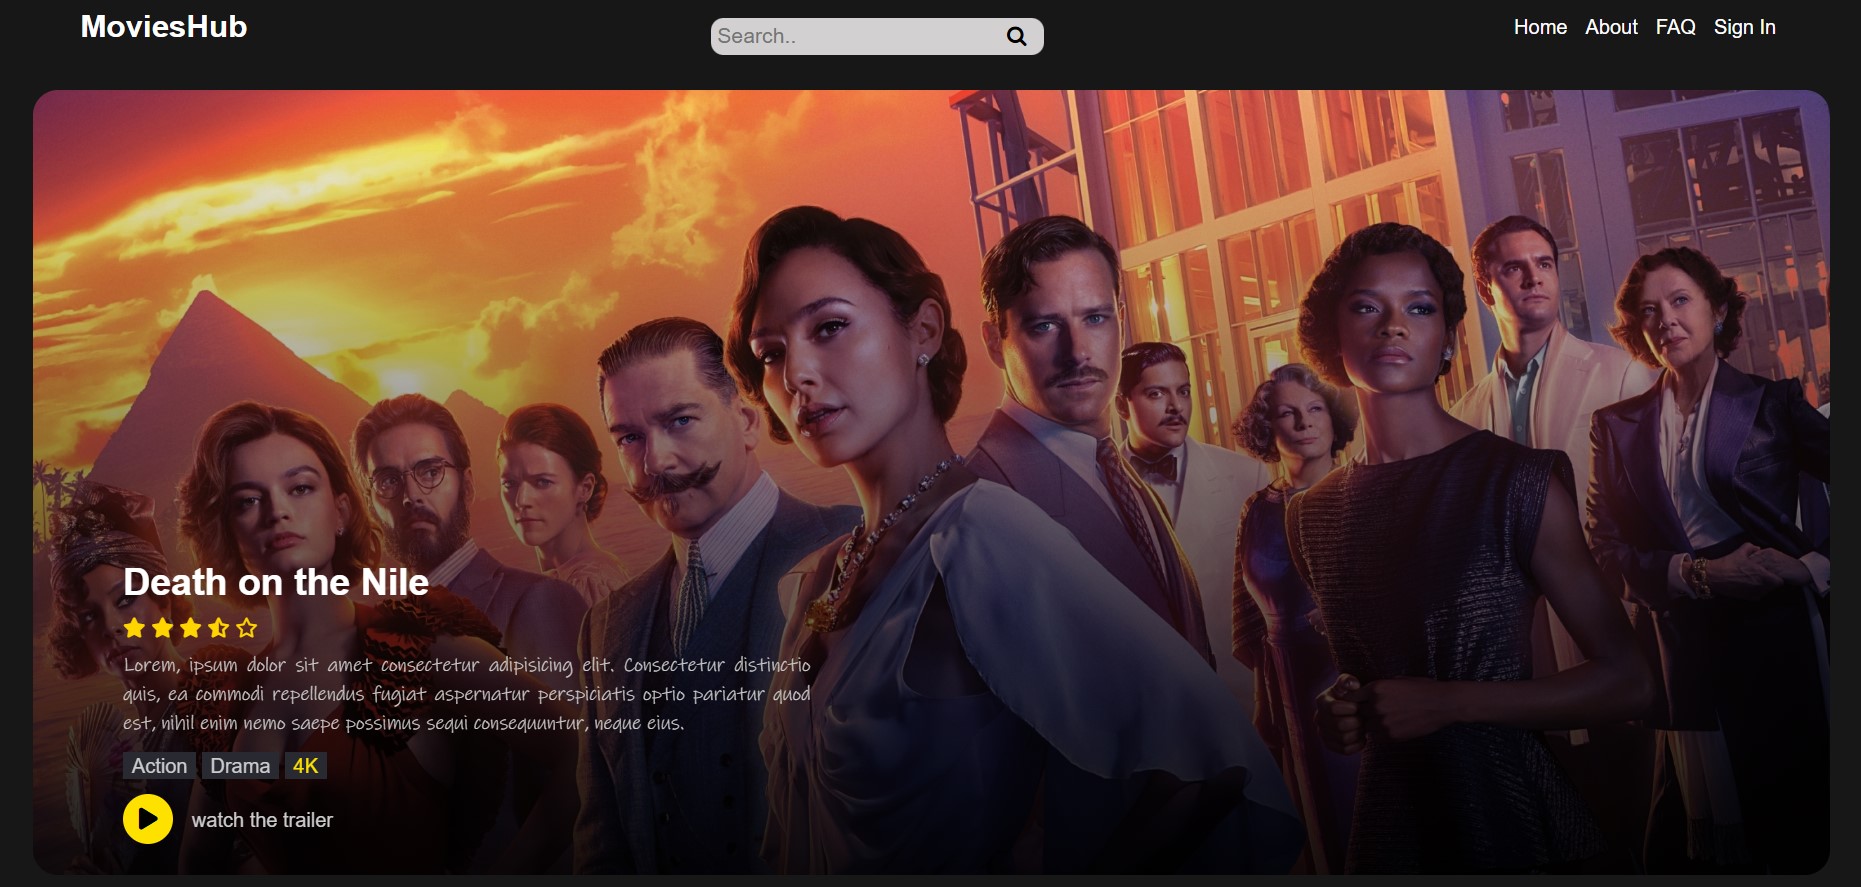 MoviesHub
Search..
Home About FAQ Sign In
Death on the Nile
Lorem, ipsum dolor sit amet consectetur adipisicing elit. Consectetur distinctio
quis, ea commodi repellendus fugiat aspernatur perspiciatis optio pariatur quod
est, nihil enim nemo saepe possimus sequi consequuntur, neque eius.
Action Drama 4K
watch the trailer